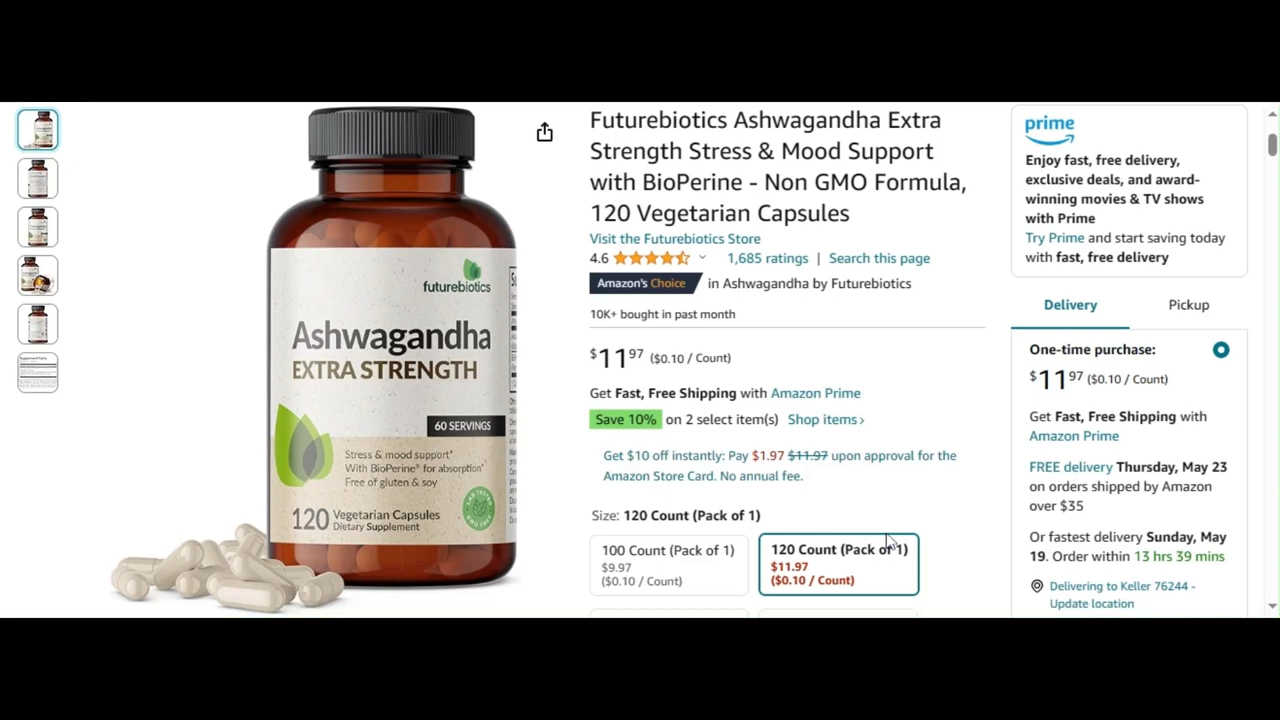 Futurebiotics Ashwagandha Extra
Strength Stress & Mood Support
with BioPerine - Non GMO Formula,
120 Vegetarian Capsules
Visit the Futurebiotics Store
4.6 1,685 ratings | Search this page
Amazon's Choice in Ashwagandha by Futurebiotics
10K+ bought in past month
$11 97 ($0.10 / Count)
Get Fast, Free Shipping with Amazon Prime
Save 10% on 2 select item(s) Shop items ›
Get $10 off instantly: Pay $1.97 $11.97 upon approval for the
Amazon Store Card. No annual fee.
Size: 120 Count (Pack of 1)
100 Count (Pack of 1)
$9.97
($0.10 / Count)
120 Count (Pack of 1)
$11.97
($0.10 / Count)
futurebiotics
Ashwagandha
EXTRA STRENGTH
60 SERVINGS
Stress & mood support*
With BioPerine® for absorption*
Free of gluten & soy
120 Vegetarian Capsules
Dietary Supplement
LAB TESTED
GMO FREE
prime
Enjoy fast, free delivery,
exclusive deals, and award-
winning movies & TV shows
with Prime
Try Prime and start saving today
with fast, free delivery
Delivery Pickup
One-time purchase:
$11 97 ($0.10 / Count)
Get Fast, Free Shipping with
Amazon Prime
FREE delivery Thursday, May 23
on orders shipped by Amazon
over $35
Or fastest delivery Sunday, May
19. Order within 13 hrs 39 mins
Delivering to Keller 76244 -
Update location